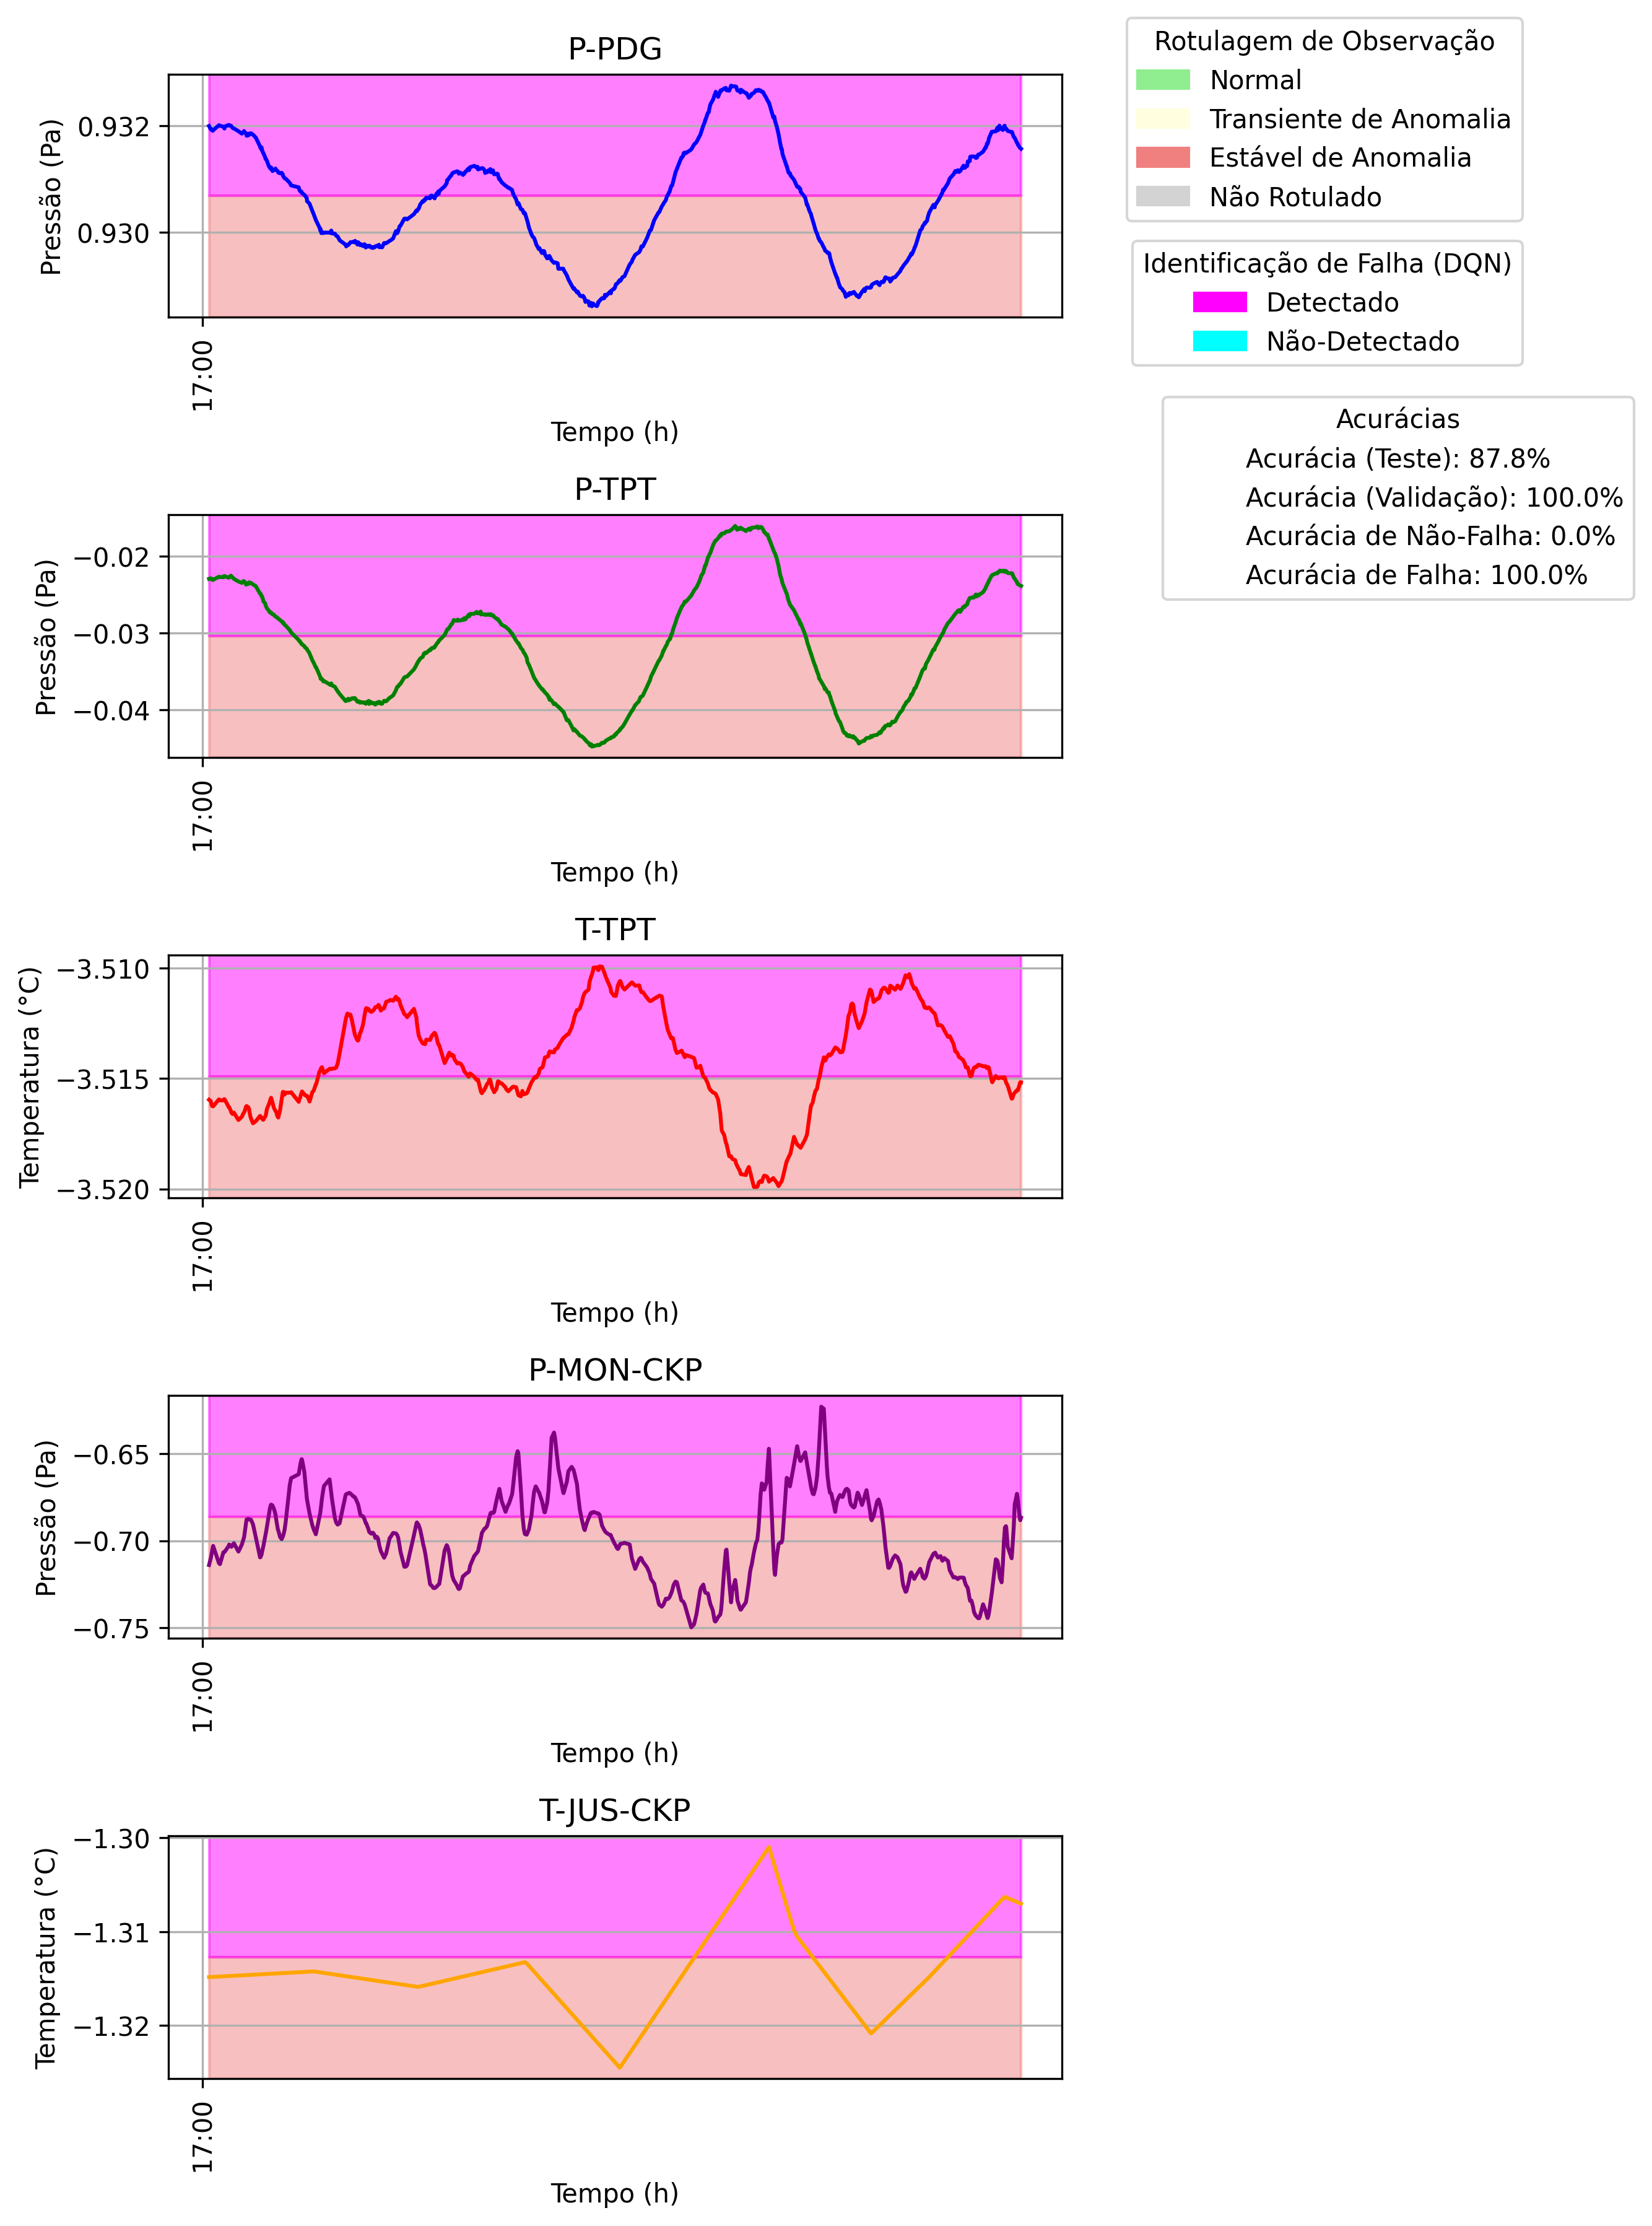 P-PDG
0.932
0.930
Pressão (Pa)
17:00
Tempo (h)
Rotulagem de Observação
Normal
Transiente de Anomalia
Estável de Anomalia
Não Rotulado
Identificação de Falha (DQN)
Detectado
Não-Detectado
Acurácias
Acurácia (Teste): 87.8%
Acurácia (Validação): 100.0%
Acurácia de Não-Falha: 0.0%
Acurácia de Falha: 100.0%
P-TPT
−0.02
−0.03
−0.04
Pressão (Pa)
17:00
Tempo (h)
T-TPT
−3.510
−3.515
−3.520
Temperatura (°C)
17:00
Tempo (h)
P-MON-CKP
−0.65
−0.70
−0.75
Pressão (Pa)
17:00
Tempo (h)
T-JUS-CKP
−1.30
−1.31
−1.32
Temperatura (°C)
17:00
Tempo (h)